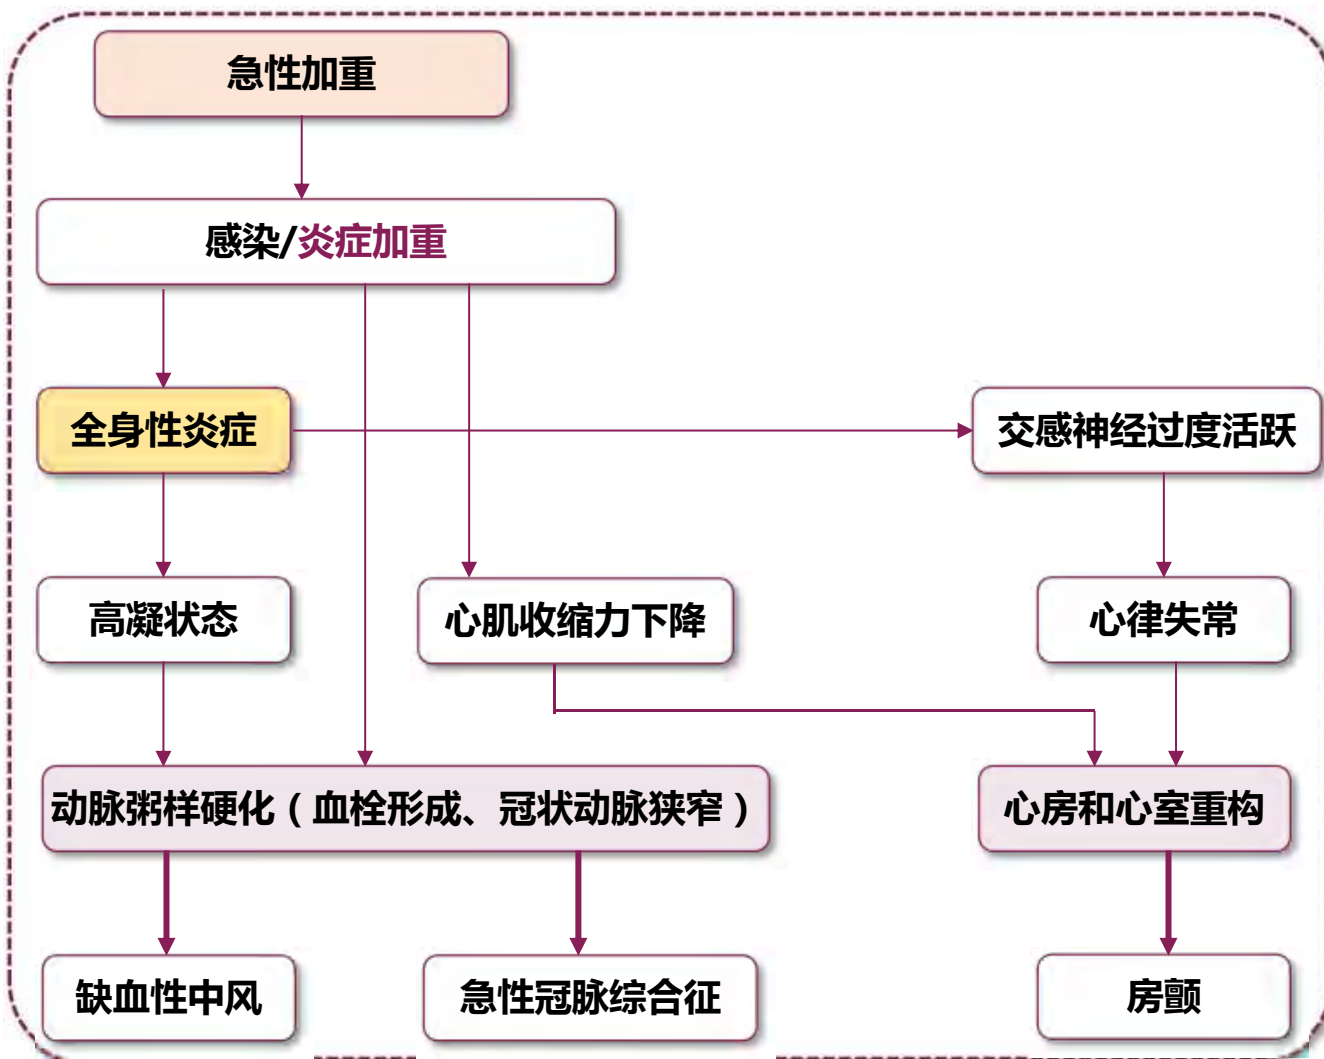 急性加重
感染/炎症加重
全身性炎症
交感神经过度活跃
高凝状态
心肌收缩力下降
心律失常
动脉粥样硬化（血栓形成、冠状动脉狭窄）
心房和心室重构
缺血性中风
急性冠脉综合征
房颤